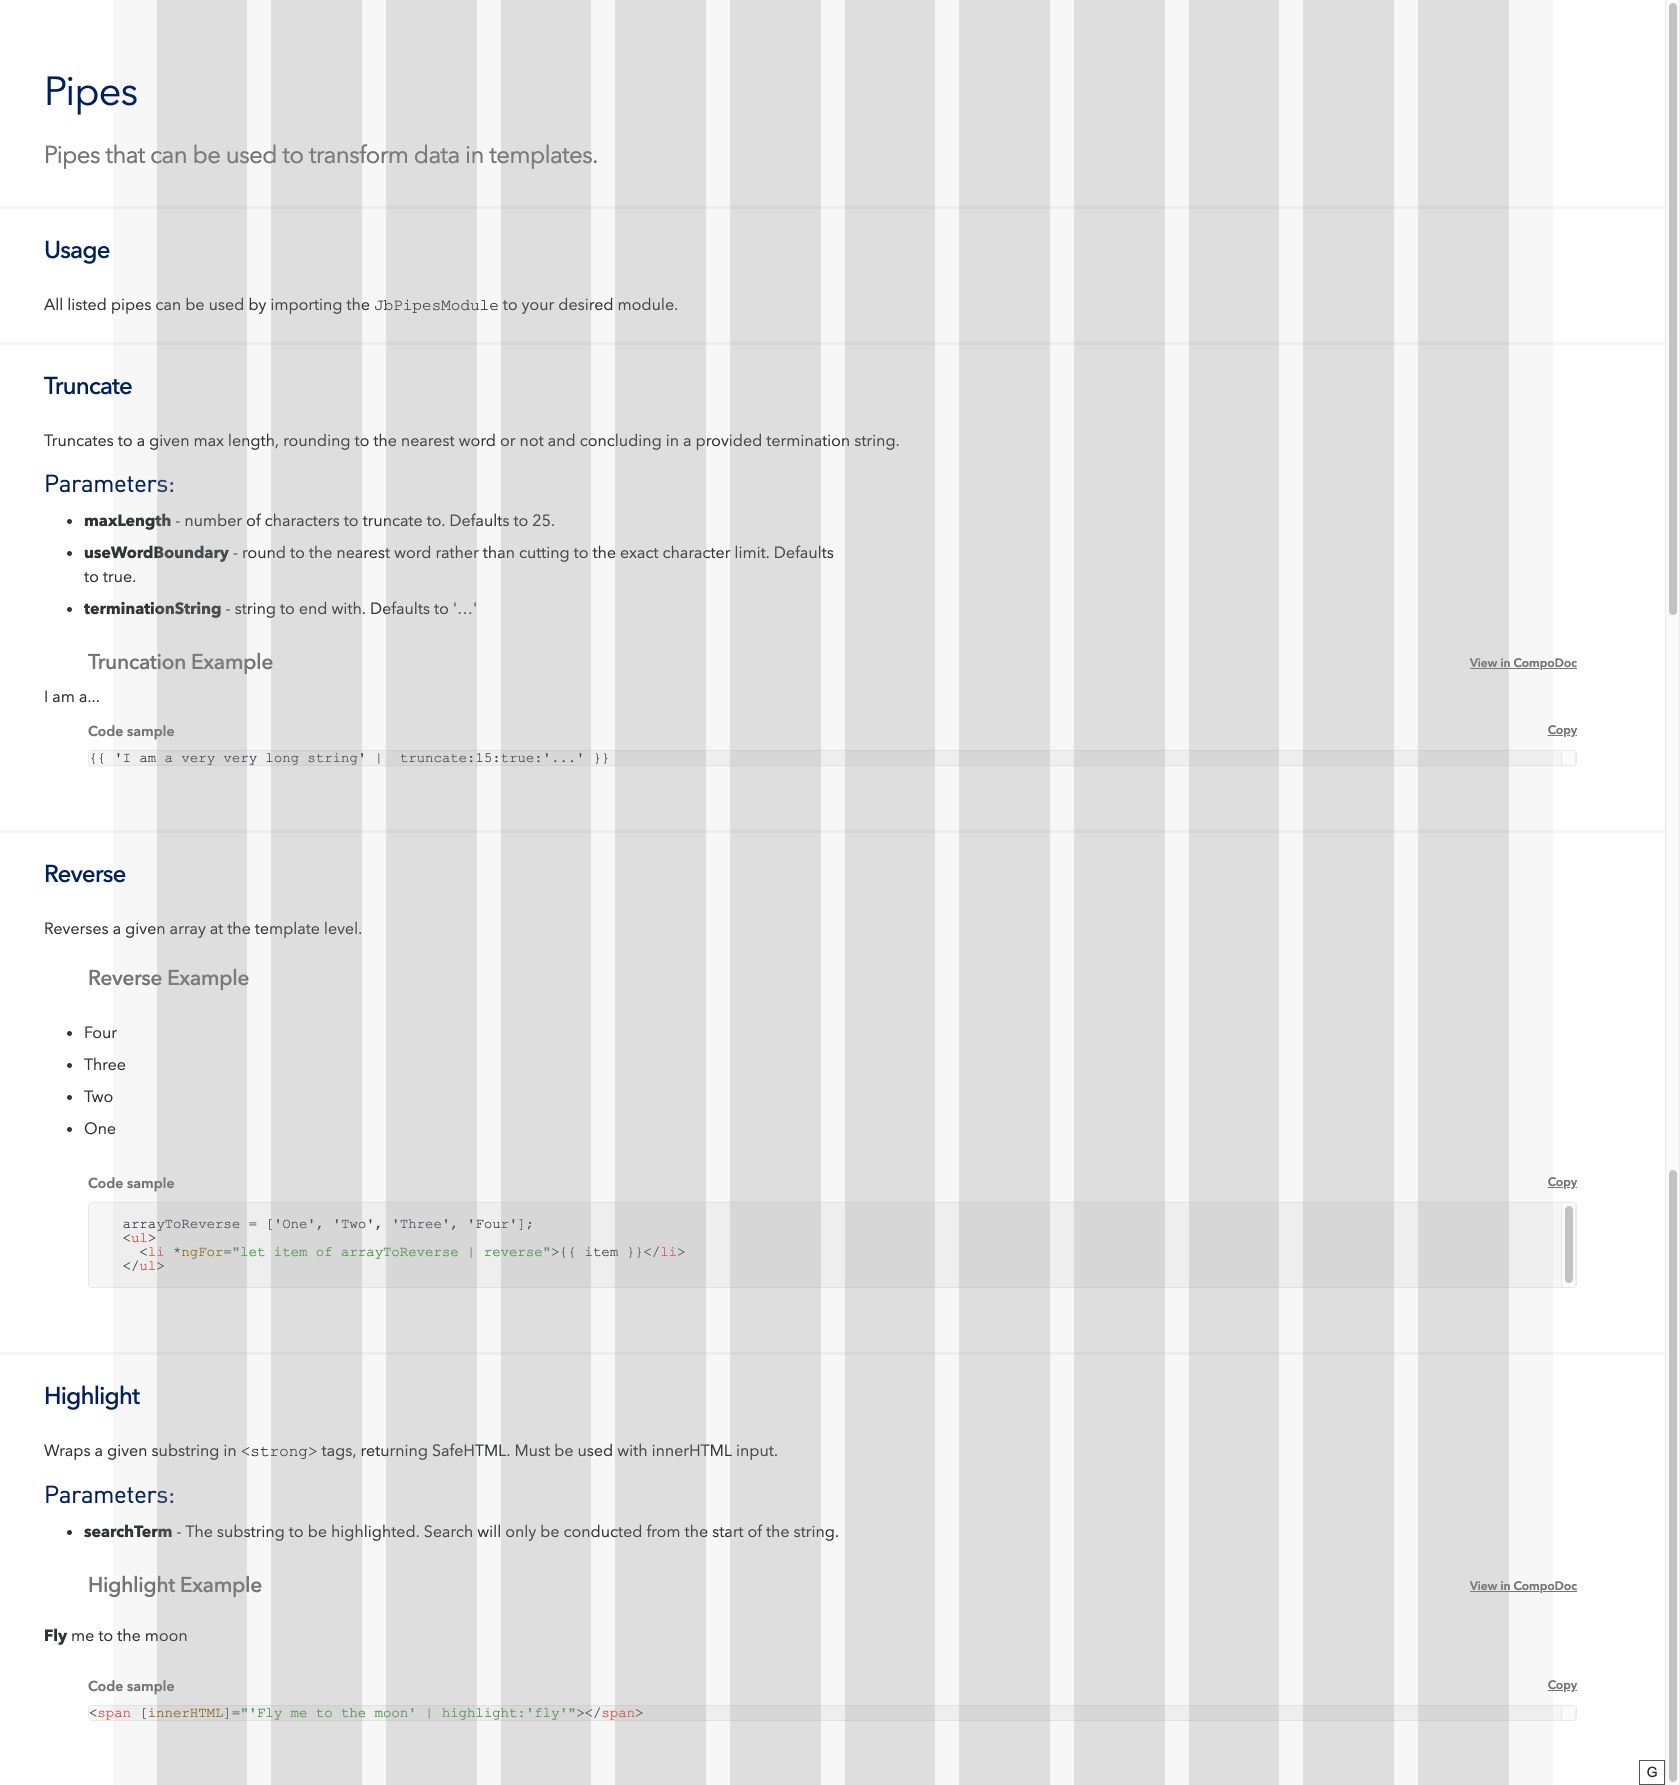 Pipes
Pipes that can be used to transform data in templates.
Usage
All listed pipes can be used by importing the JbPipesModule to your desired module.
Truncate
Truncates to a given max length, rounding to the nearest word or not and concluding in a provided termination string.
Parameters:
• maxLength - number of characters to truncate to. Defaults to 25.
• useWordBoundary - round to the nearest word rather than cutting to the exact character limit. Defaults
to true.
• terminationString - string to end with. Defaults to '…'
Truncation Example View in CompoDoc
I am a...
Code sample Copy
{{ 'I am a very very long string' |  truncate:15:true:'...' }}
Reverse
Reverses a given array at the template level.
Reverse Example
• Four
• Three
• Two
• One
Code sample Copy
arrayToReverse = ['One', 'Two', 'Three', 'Four'];
<ul>
  <li *ngFor="let item of arrayToReverse | reverse">{{ item }}</li>
</ul>
Highlight
Wraps a given substring in <strong> tags, returning SafeHTML. Must be used with innerHTML input.
Parameters:
• searchTerm - The substring to be highlighted. Search will only be conducted from the start of the string.
Highlight Example View in CompoDoc
Fly me to the moon
Code sample Copy
<span [innerHTML]="'Fly me to the moon' | highlight:'fly'"></span>
G